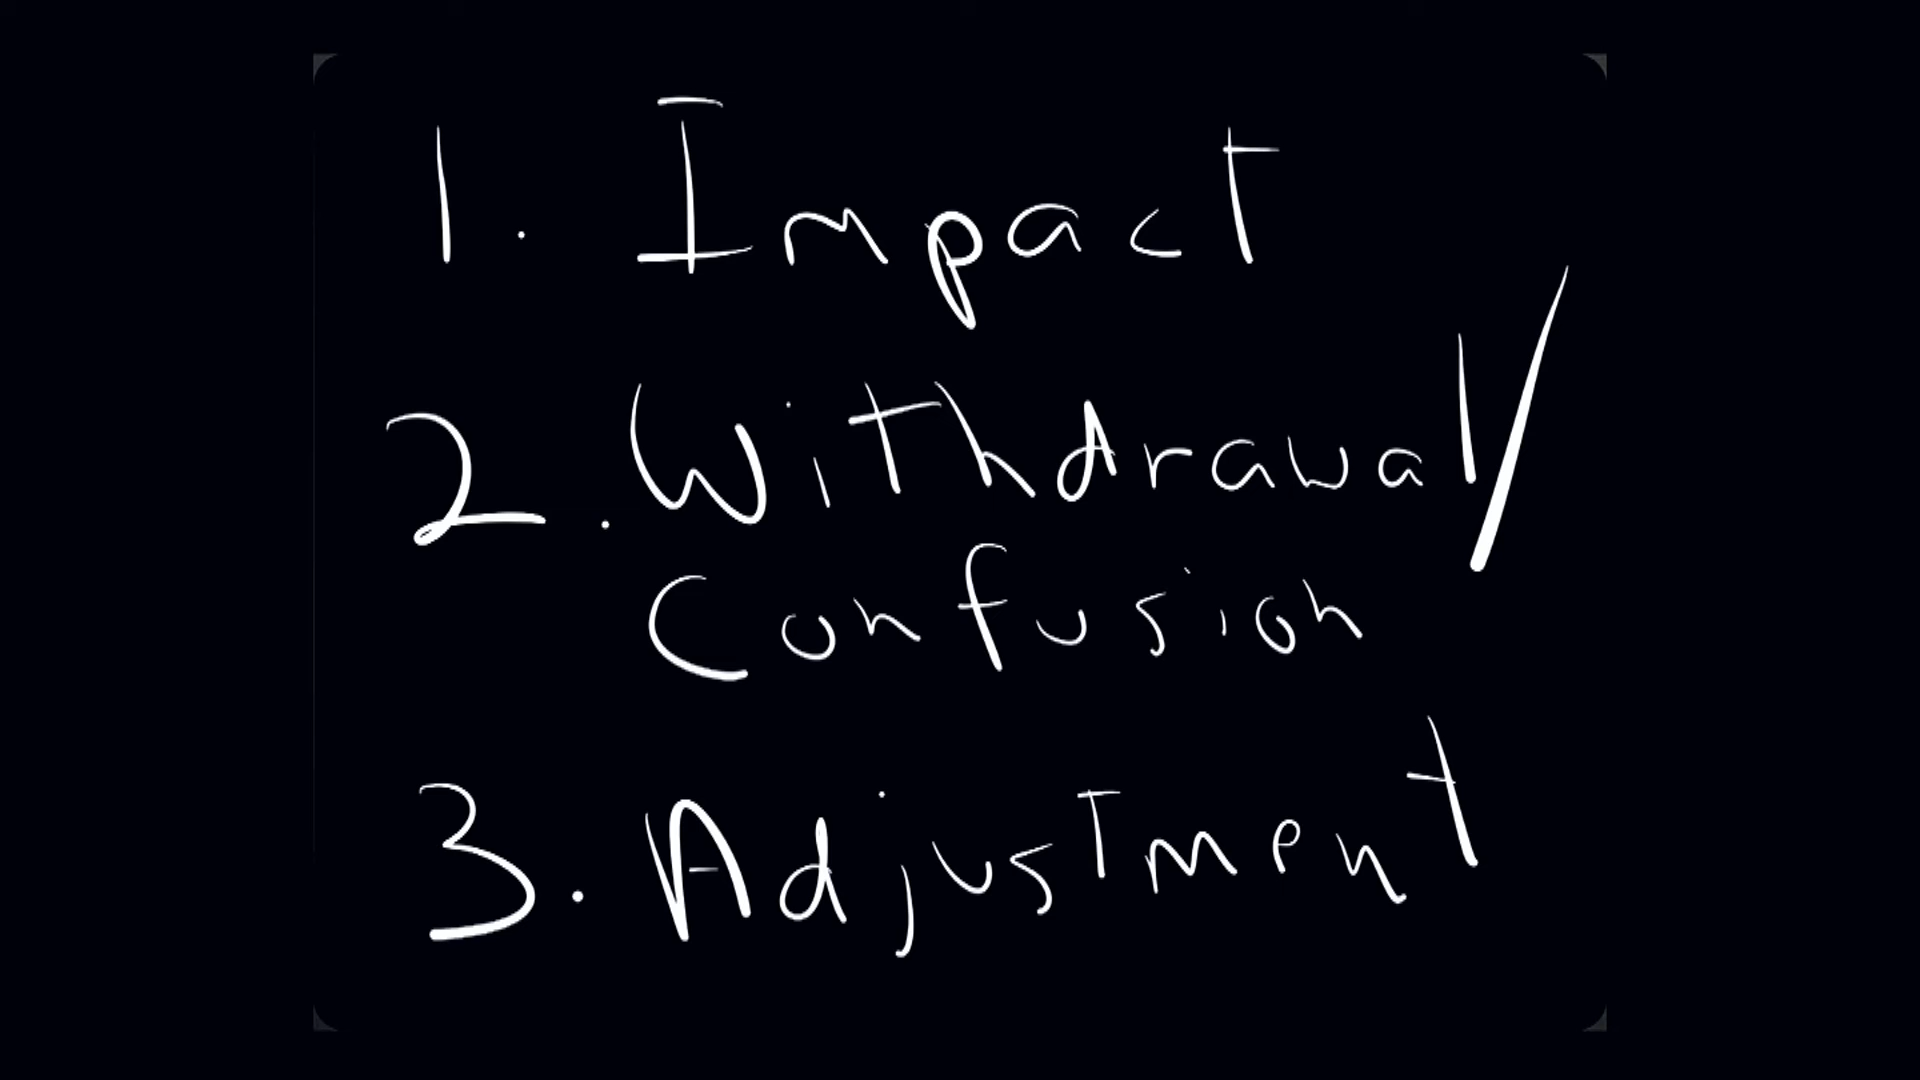 1. Impact
2. Withdrawal/
Confusion
3. Adjustment